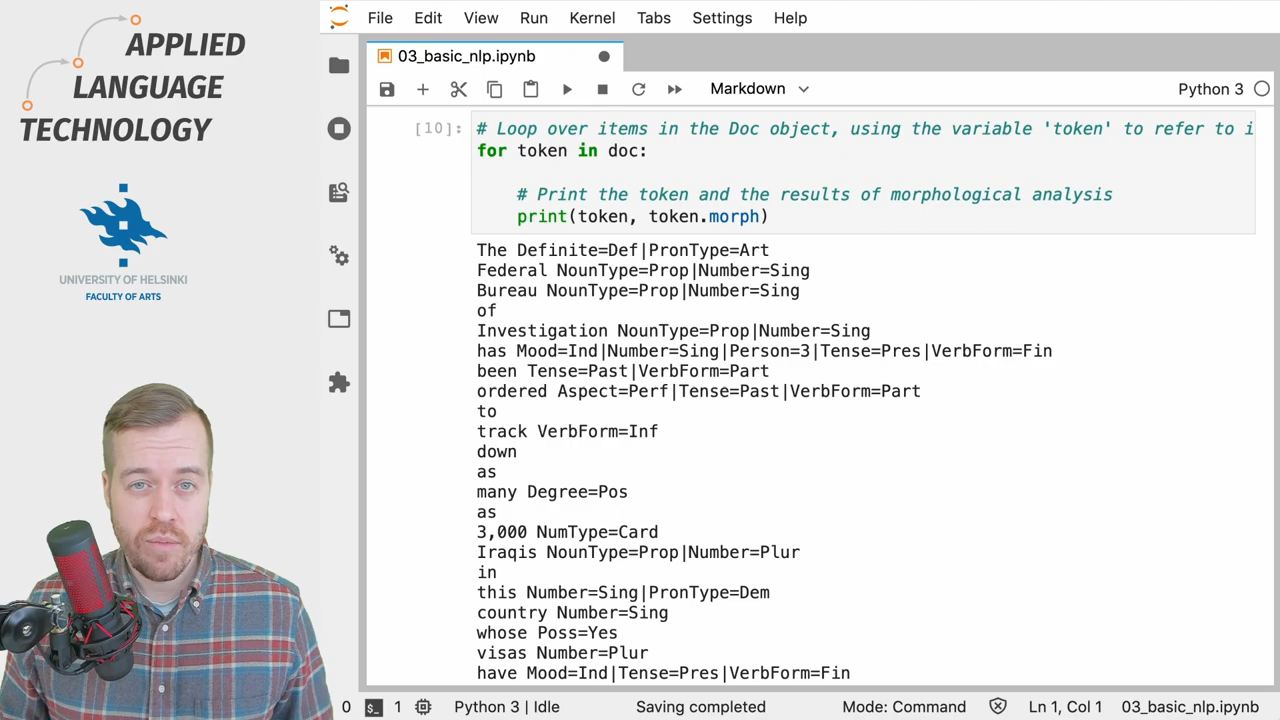 APPLIED
LANGUAGE
TECHNOLOGY
UNIVERSITY OF HELSINKI
FACULTY OF ARTS
File Edit View Run Kernel Tabs Settings Help
03_basic_nlp.ipynb
Markdown
Python 3
[10]:
# Loop over items in the Doc object, using the variable 'token' to refer to i
for token in doc:
# Print the token and the results of morphological analysis
print(token, token.morph)
The Definite=Def|PronType=Art
Federal NounType=Prop|Number=Sing
Bureau NounType=Prop|Number=Sing
of
Investigation NounType=Prop|Number=Sing
has Mood=Ind|Number=Sing|Person=3|Tense=Pres|VerbForm=Fin
been Tense=Past|VerbForm=Part
ordered Aspect=Perf|Tense=Past|VerbForm=Part
to
track VerbForm=Inf
down
as
many Degree=Pos
as
3,000 NumType=Card
Iraqis NounType=Prop|Number=Plur
in
this Number=Sing|PronType=Dem
country Number=Sing
whose Poss=Yes
visas Number=Plur
have Mood=Ind|Tense=Pres|VerbForm=Fin
0 $_ 1 Python 3 | Idle Saving completed Mode: Command Ln 1, Col 1 03_basic_nlp.ipynb